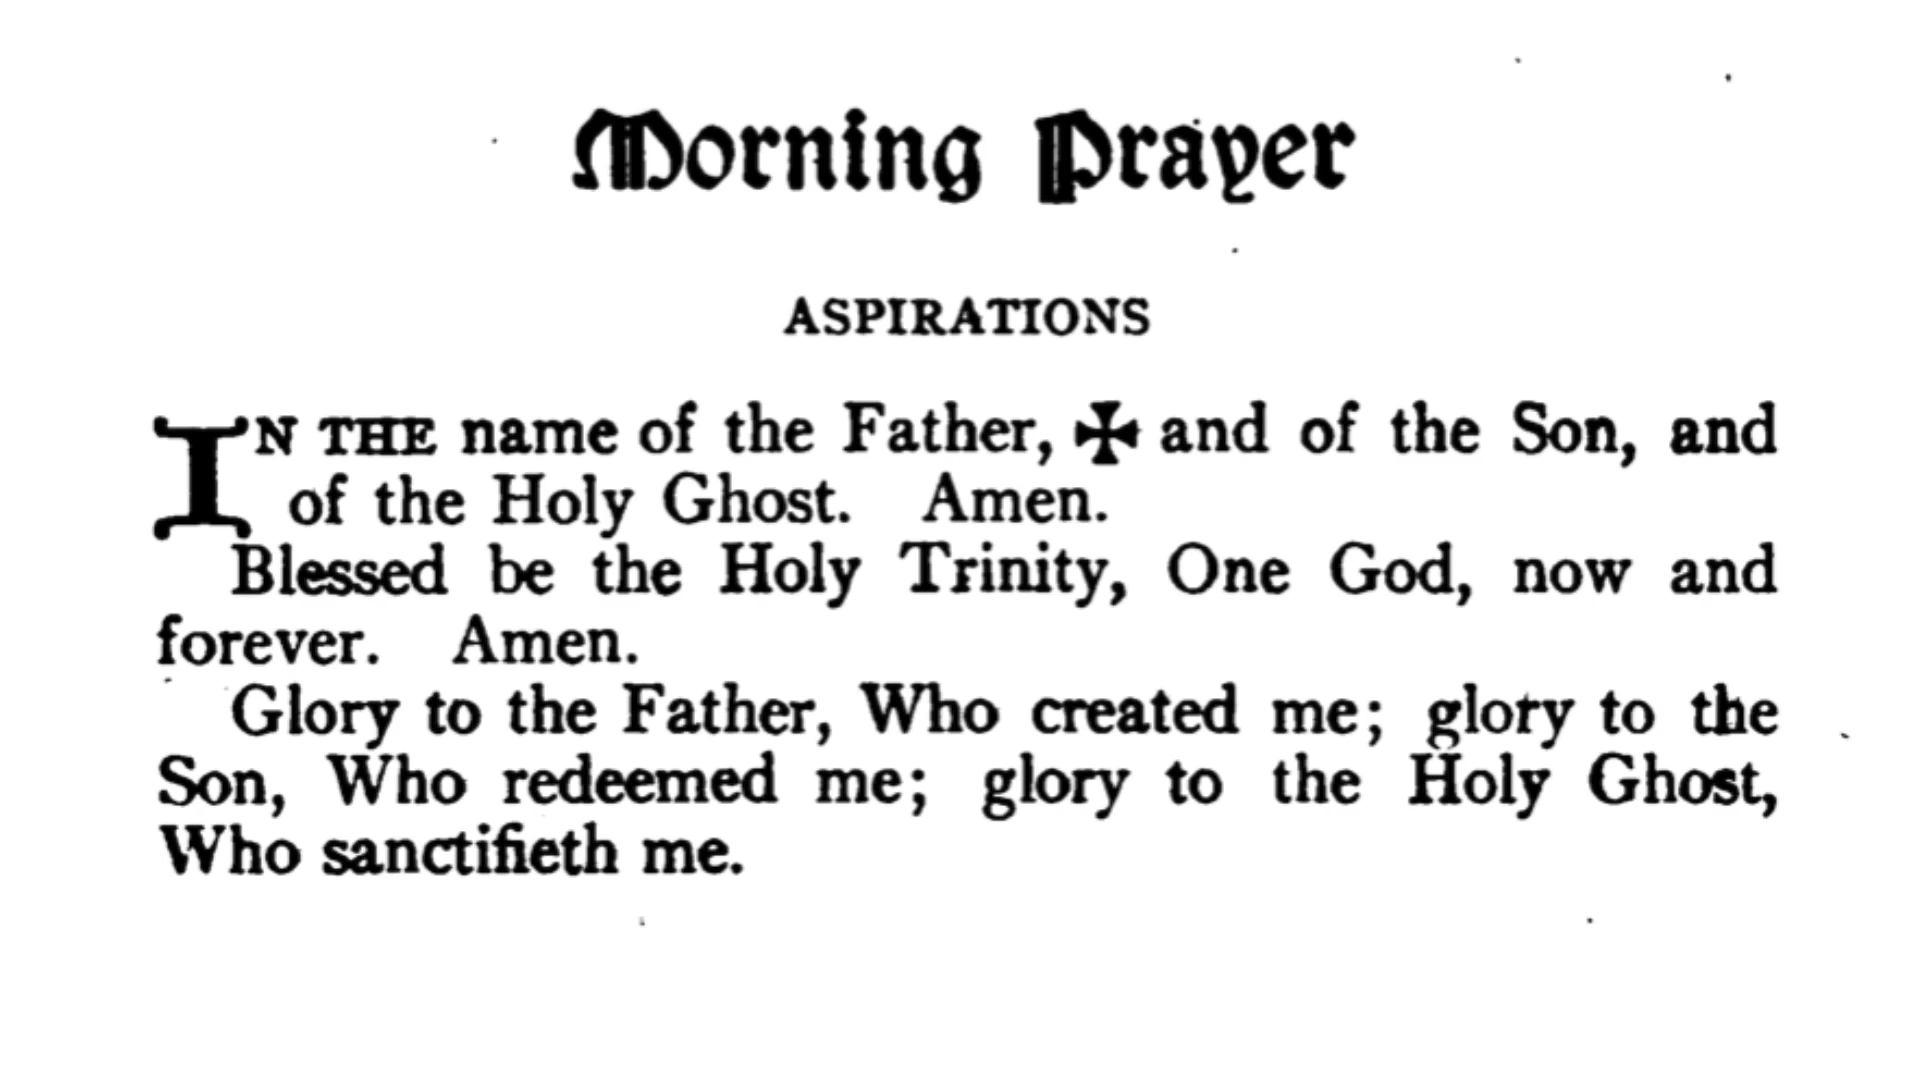 Morning Prayer
ASPIRATIONS
IN THE name of the Father, ✠ and of the Son, and
of the Holy Ghost. Amen.
Blessed be the Holy Trinity, One God, now and
forever. Amen.
Glory to the Father, Who created me; glory to the
Son, Who redeemed me; glory to the Holy Ghost,
Who sanctifieth me.